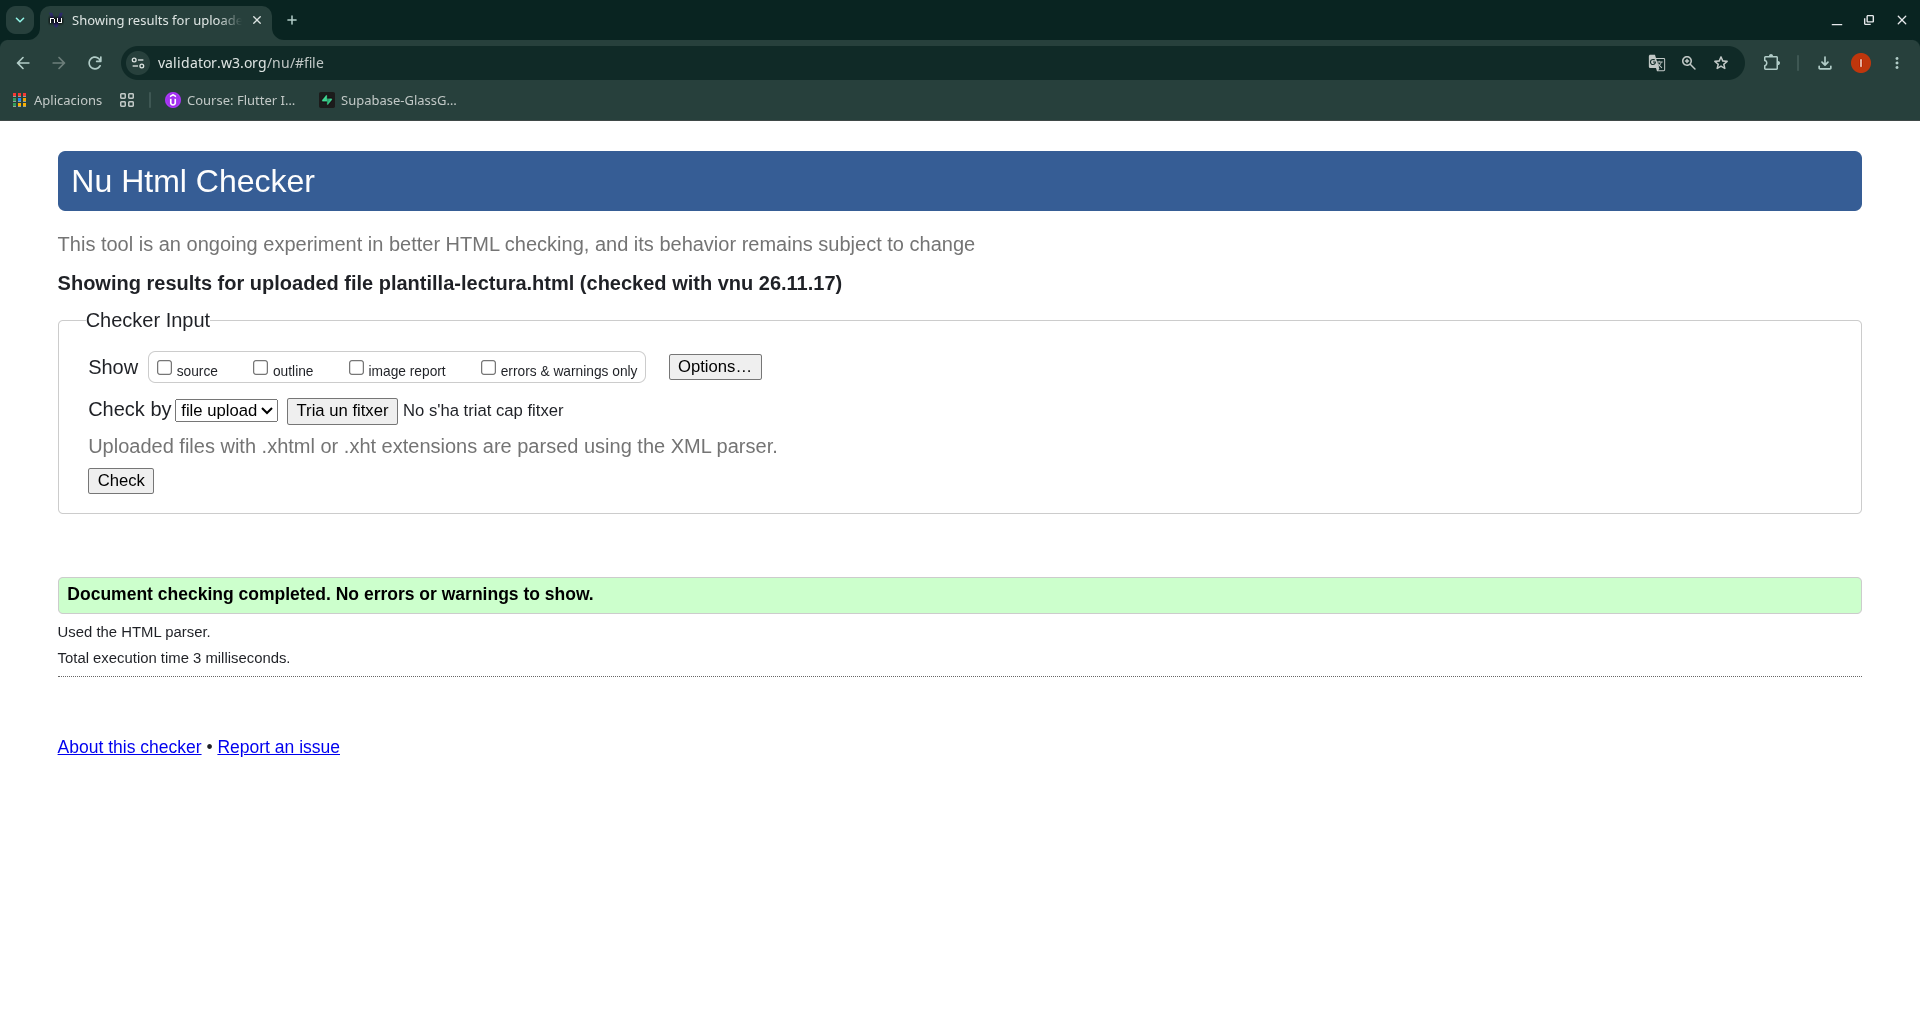 nu Showing results for uploade
validator.w3.org/nu/#file
I
Aplicacions
Course: Flutter I...
Supabase-GlassG...
Nu Html Checker
This tool is an ongoing experiment in better HTML checking, and its behavior remains subject to change
Showing results for uploaded file plantilla-lectura.html (checked with vnu 26.11.17)
Checker Input
Show source outline image report errors & warnings only Options…
Check by file upload Tria un fitxer No s'ha triat cap fitxer
Uploaded files with .xhtml or .xht extensions are parsed using the XML parser.
Check
Document checking completed. No errors or warnings to show.
Used the HTML parser.
Total execution time 3 milliseconds.
About this checker • Report an issue